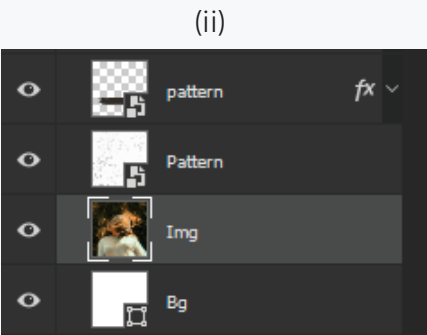 (ii)
pattern fx
Pattern
Img
Bg